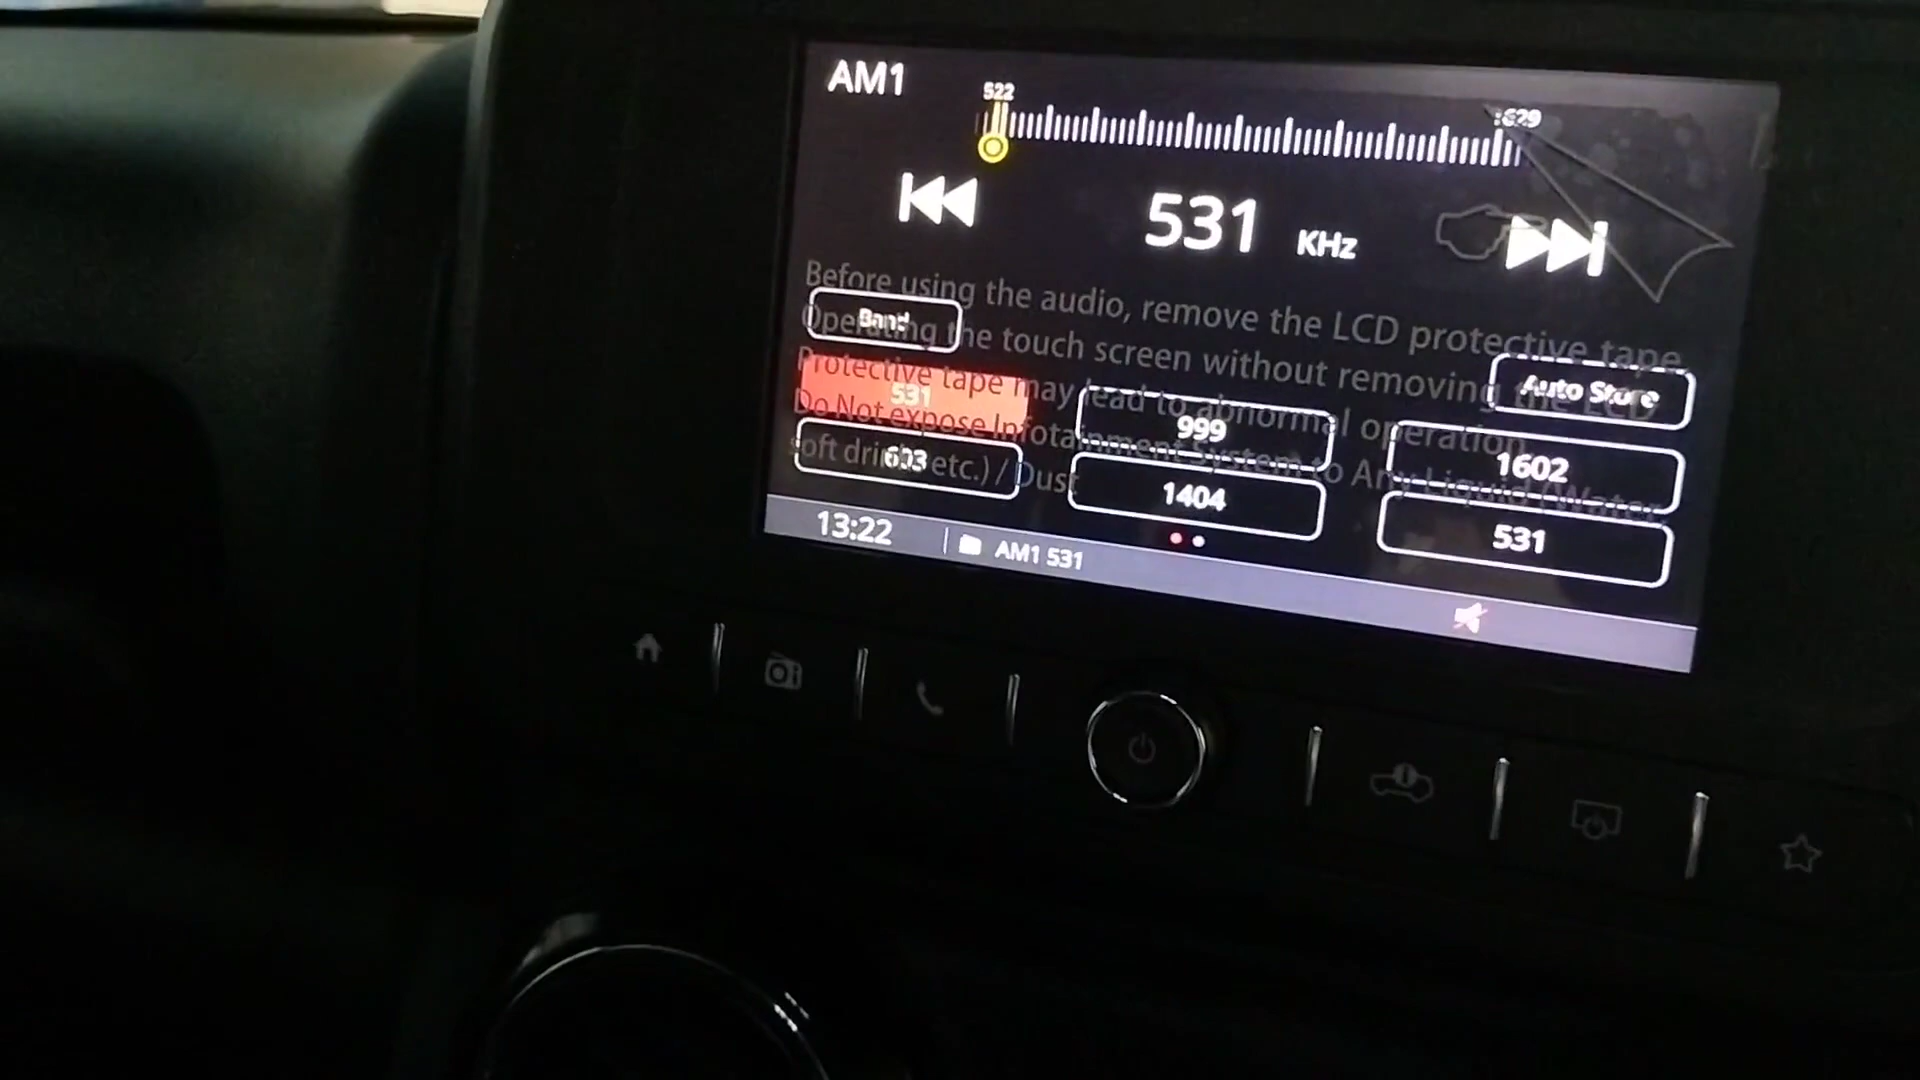 AM1
522
1629
531 KHz
Before using the audio, remove the LCD protective tape
Band
Operating the touch screen without removing the LCD
Auto Store
Protective tape may lead to abnormal operation
531
999
1602
Do Not expose Infotainment System to Any Liquid (Water,
soft drink etc.) / Dust
603
1404
531
13:22
AM1 531